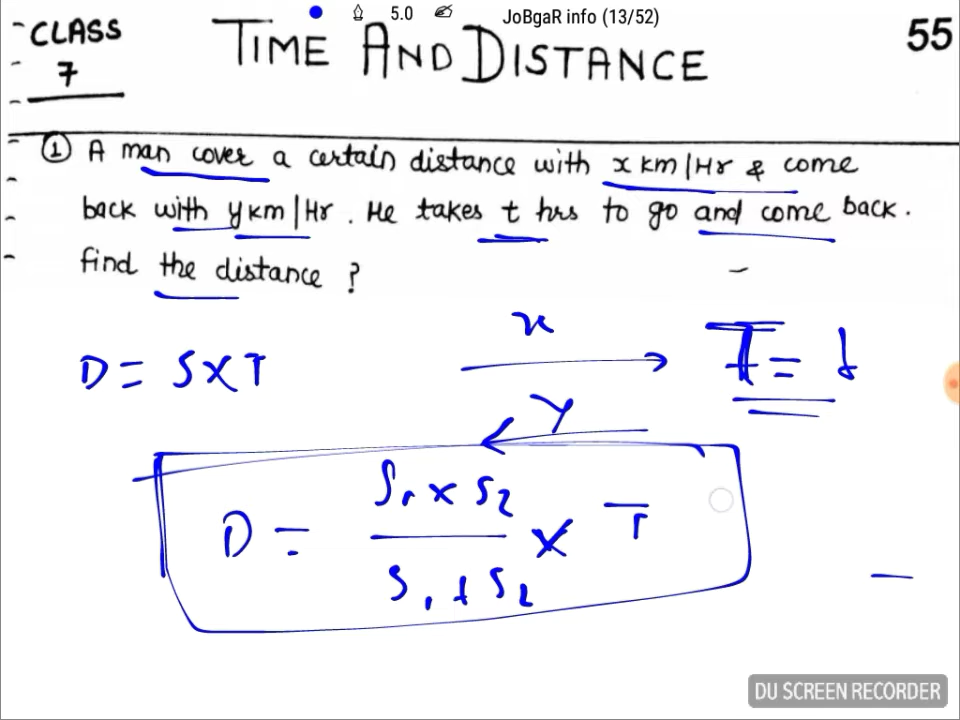 5.0 JoBgaR info (13/52)
CLASS
7
TIME AND DISTANCE
55
① A man cover a certain distance with x km/Hr & come
back with y km/Hr. He takes t hrs to go and come back.
find the distance ?
D = S X T
x
T = t
y
D = S1 x S2 / S1 + S2 x T
DU SCREEN RECORDER